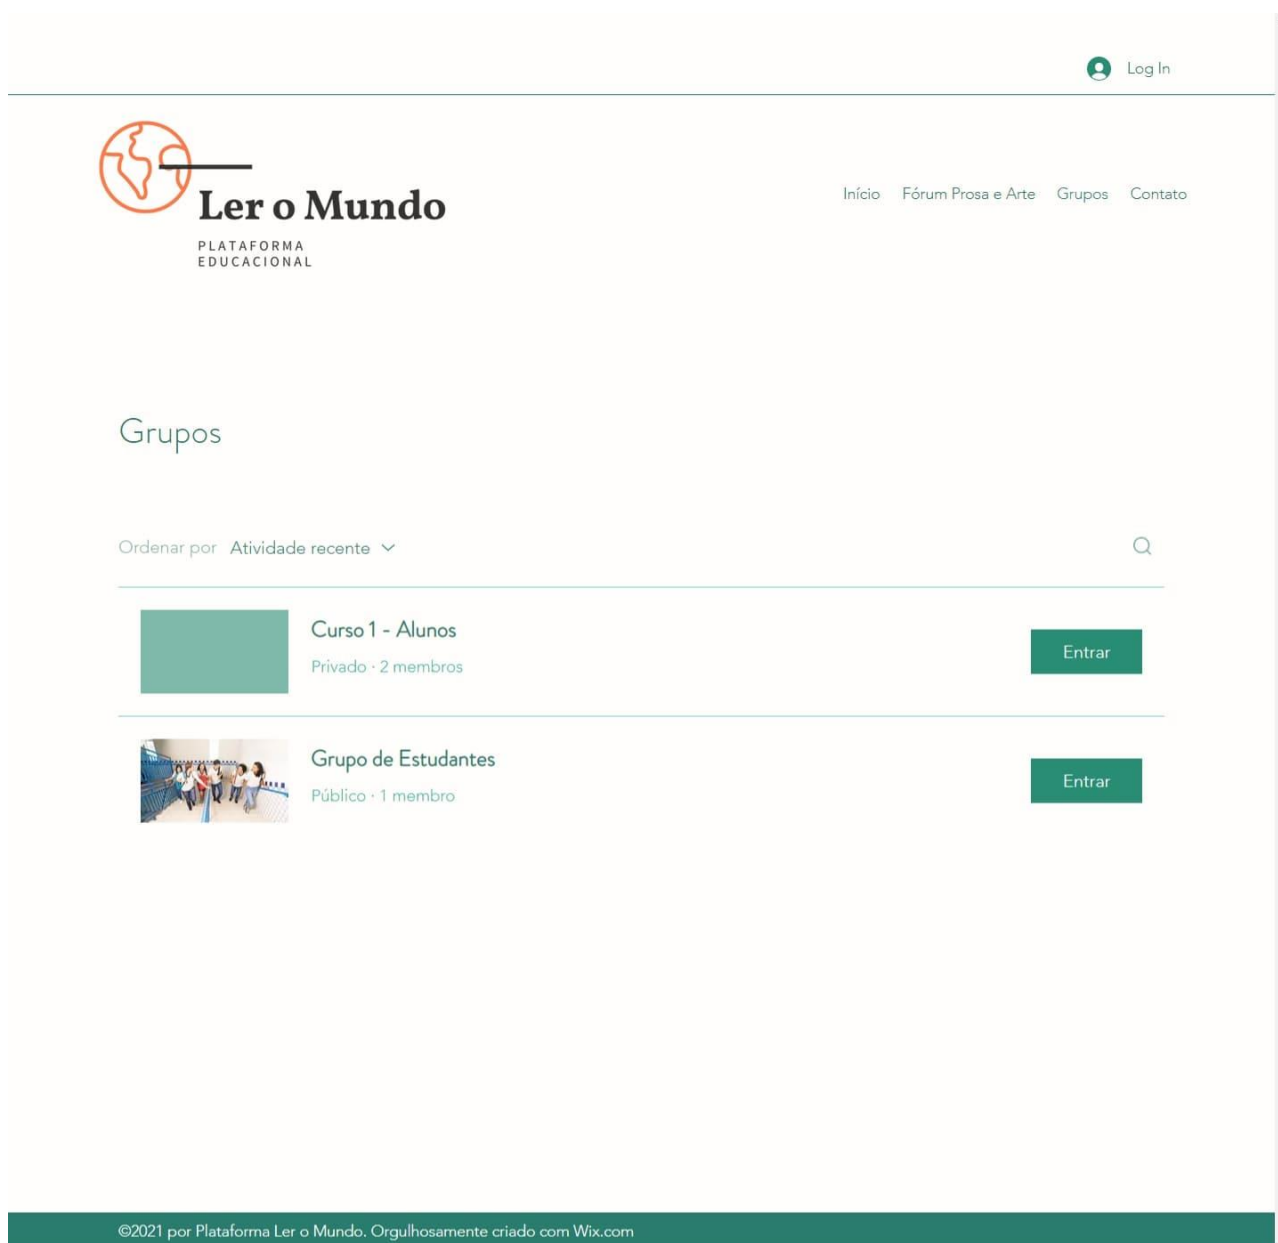 Log In
Ler o Mundo
PLATAFORMA
EDUCACIONAL
Início Fórum Prosa e Arte Grupos Contato
Grupos
Ordenar por Atividade recente
Curso 1 - Alunos
Privado · 2 membros
Entrar
Grupo de Estudantes
Público · 1 membro
Entrar
©2021 por Plataforma Ler o Mundo. Orgulhosamente criado com Wix.com